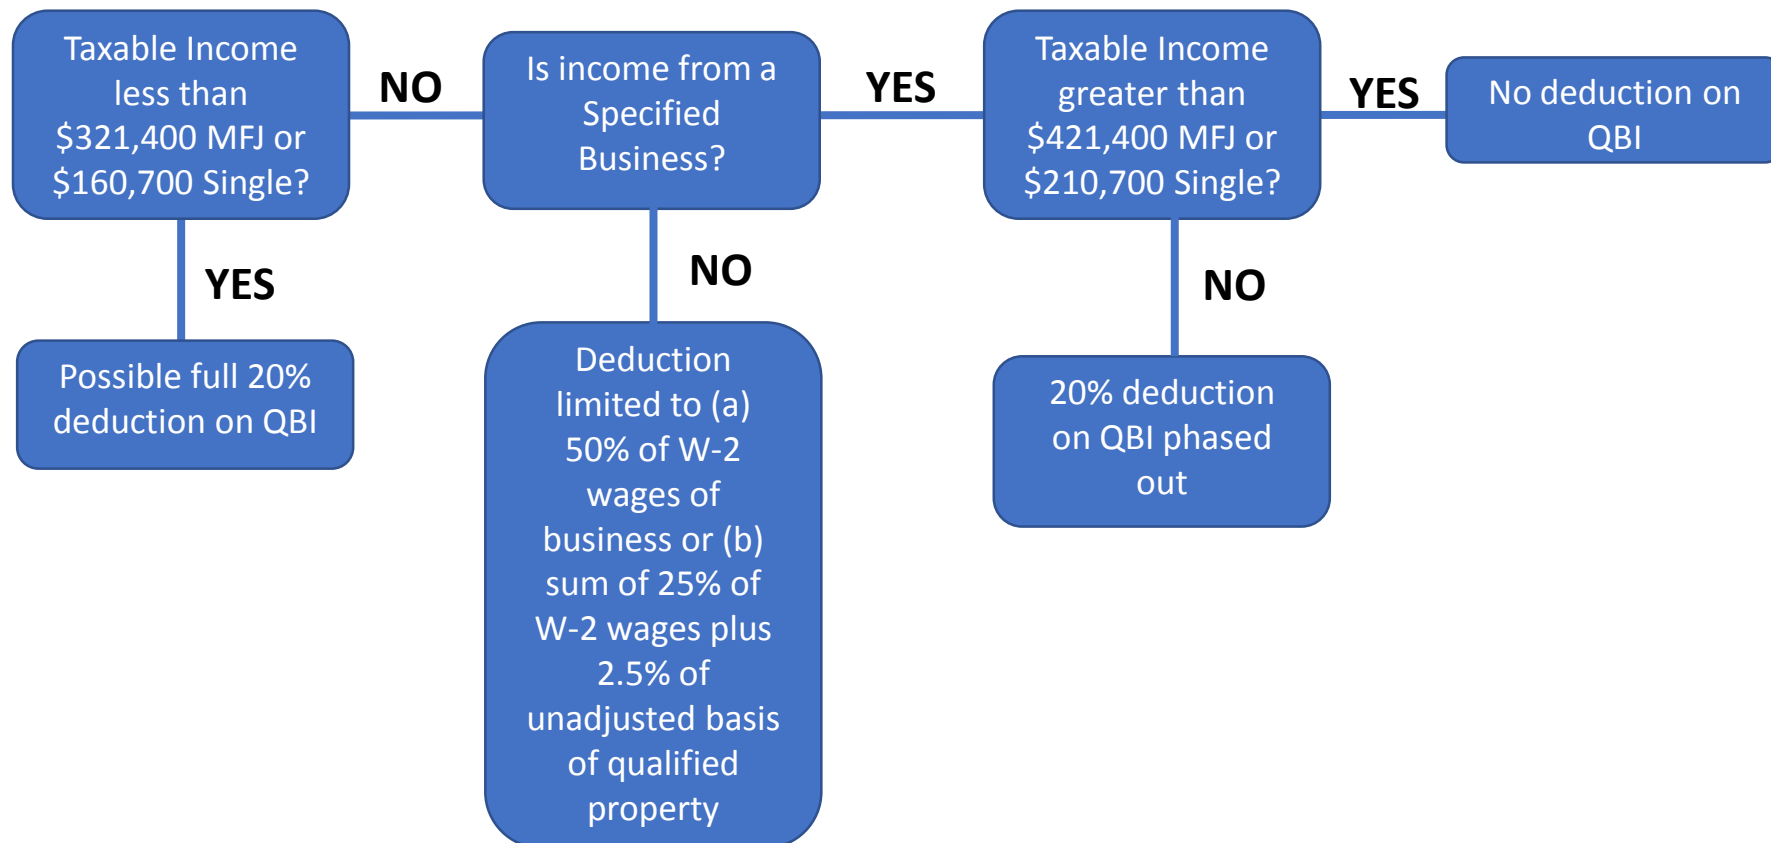 Taxable Income
less than
$321,400 MFJ or
$160,700 Single?
NO
Is income from a
Specified
Business?
YES
Taxable Income
greater than
$421,400 MFJ or
$210,700 Single?
YES
No deduction on
QBI
YES
NO
NO
Possible full 20%
deduction on QBI
Deduction
limited to (a)
50% of W-2
wages of
business or (b)
sum of 25% of
W-2 wages plus
2.5% of
unadjusted basis
of qualified
property
20% deduction
on QBI phased
out